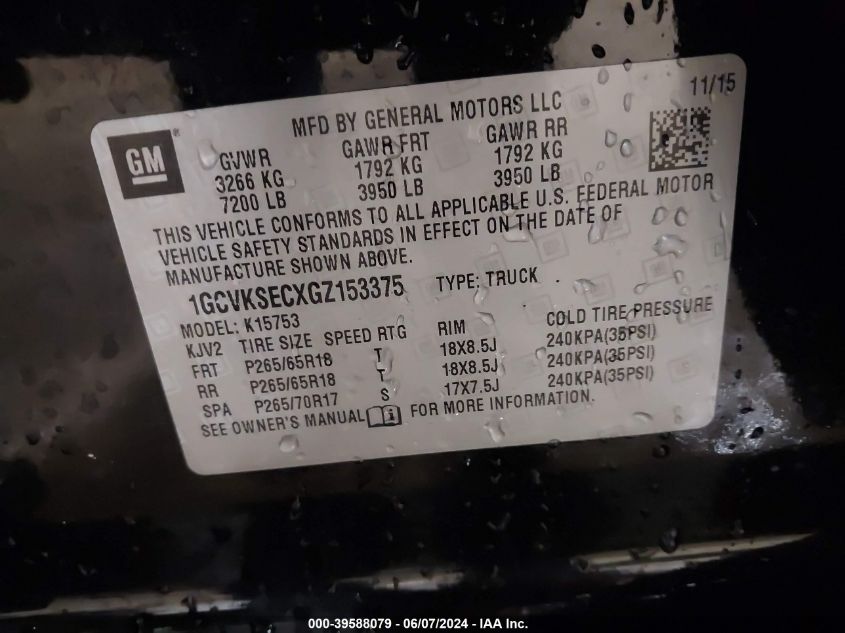 11/15
MFD BY GENERAL MOTORS LLC
GM ®
GVWR GAWR FRT GAWR RR
3266 KG 1792 KG 1792 KG
7200 LB 3950 LB 3950 LB
THIS VEHICLE CONFORMS TO ALL APPLICABLE U.S. FEDERAL MOTOR
VEHICLE SAFETY STANDARDS IN EFFECT ON THE DATE OF
MANUFACTURE SHOWN ABOVE.
1GCVKSECXGZ153375 TYPE: TRUCK
MODEL: K15753
KJV2 TIRE SIZE SPEED RTG RIM COLD TIRE PRESSURE
FRT P265/65R18 T 18X8.5J 240KPA(35PSI)
RR P265/65R18 T 18X8.5J 240KPA(35PSI)
SPA P265/70R17 S 17X7.5J 240KPA(35PSI)
SEE OWNER'S MANUAL FOR MORE INFORMATION.
000-39588079 - 06/07/2024 - IAA Inc.